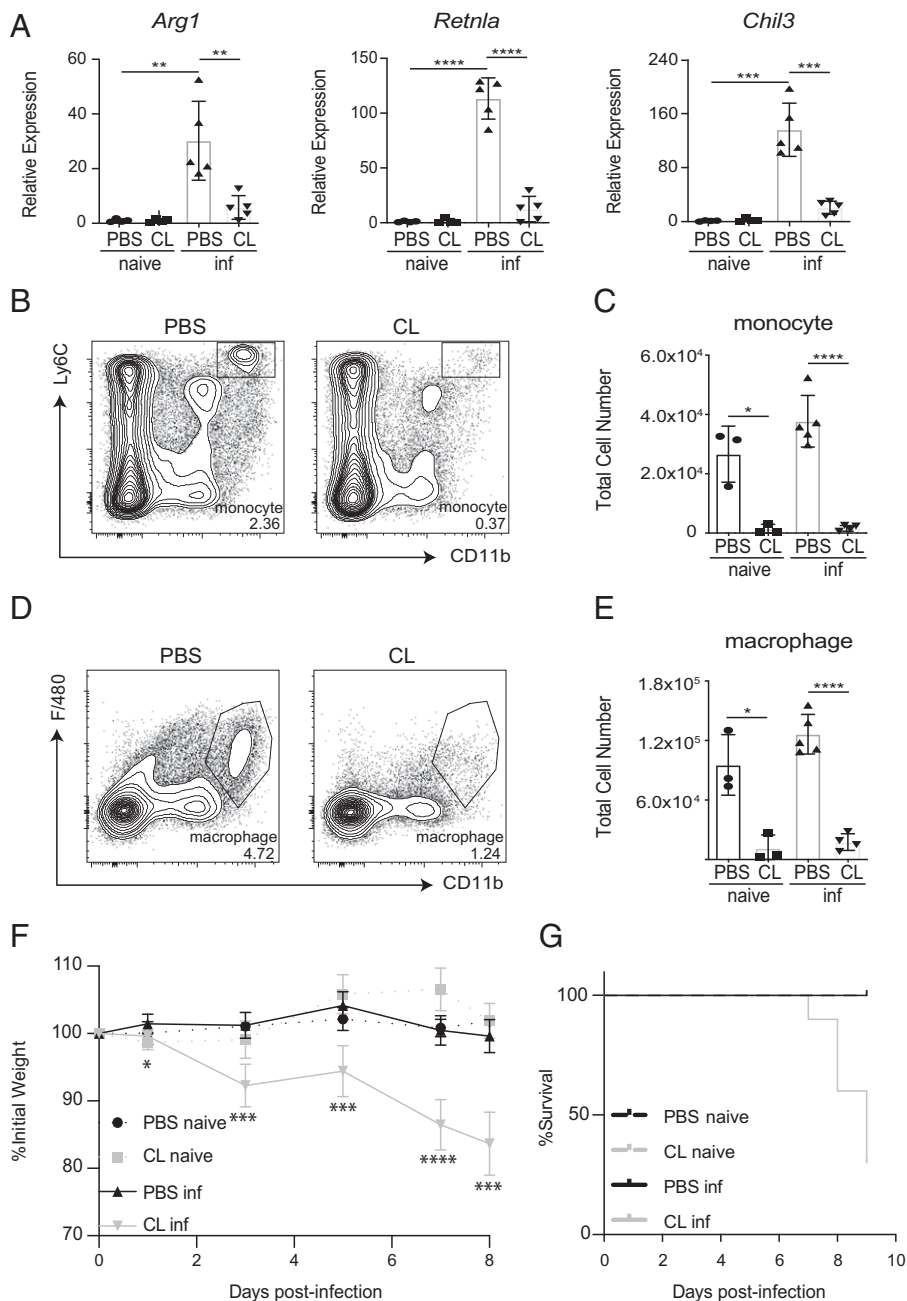 A
Arg1
Retnla
Chil3
Relative Expression
60
40
20
0
**
**
PBS CL PBS CL
naive inf
Relative Expression
150
100
50
0
****
****
PBS CL PBS CL
naive inf
Relative Expression
240
160
80
0
***
***
PBS CL PBS CL
naive inf
B
PBS
CL
Ly6C
monocyte
2.36
monocyte
0.37
CD11b
C
monocyte
Total Cell Number
6.0x10⁴
4.0x10⁴
2.0x10⁴
0
*
****
PBS CL PBS CL
naive inf
D
PBS
CL
F/480
macrophage
4.72
macrophage
1.24
CD11b
E
macrophage
Total Cell Number
1.8x10⁵
1.2x10⁵
6.0x10⁴
*
****
PBS CL PBS CL
naive inf
F
%Initial Weight
110
100
90
80
70
*
***
***
****
***
PBS naive
CL naive
PBS inf
CL inf
0 2 4 6 8
Days post-infection
G
%Survival
100
50
0
PBS naive
CL naive
PBS inf
CL inf
0 2 4 6 8 10
Days post-infection